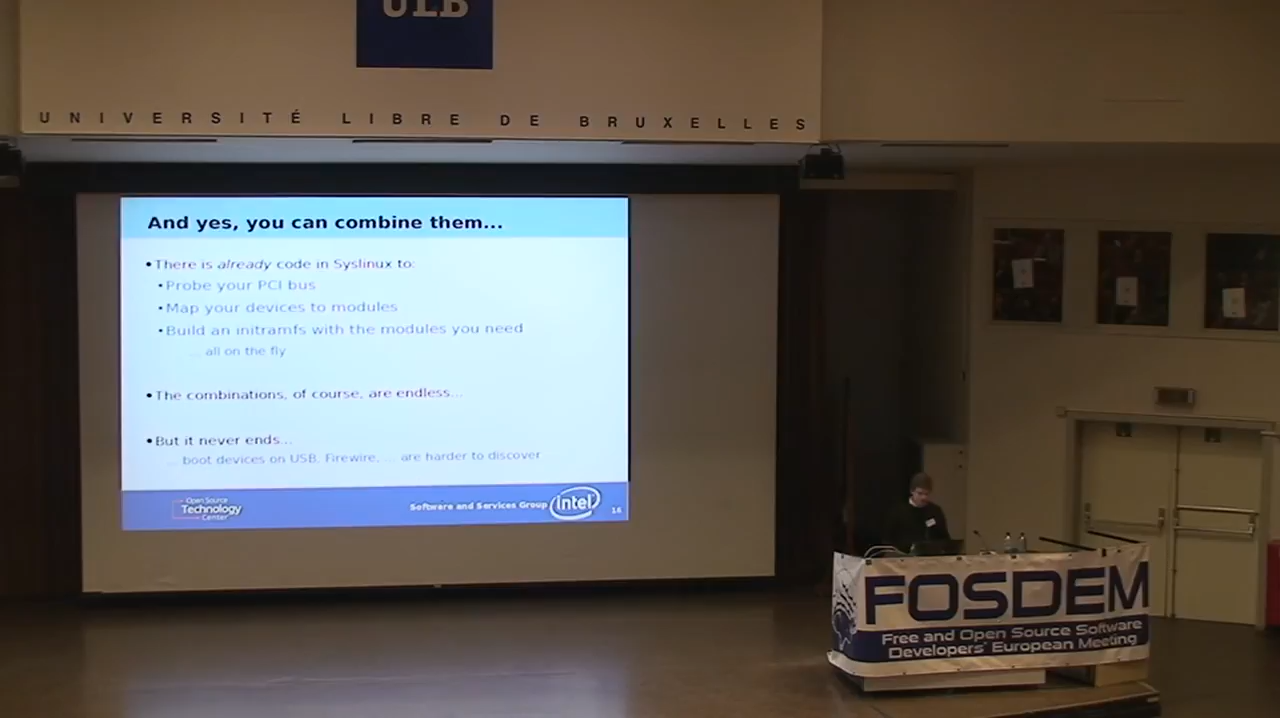 ULB
UNIVERSITÉ LIBRE DE BRUXELLES
And yes, you can combine them...
•There is already code in Syslinux to:
•Probe your PCI bus
•Map your devices to modules
•Build an initramfs with the modules you need
... all on the fly
•The combinations, of course, are endless...
•But it never ends...
... boot devices on USB, Firewire, ... are harder to discover
Open Source
Technology
Center
Software and Services Group
intel
16
FOSDEM
Free and Open Source Software
Developers' European Meeting